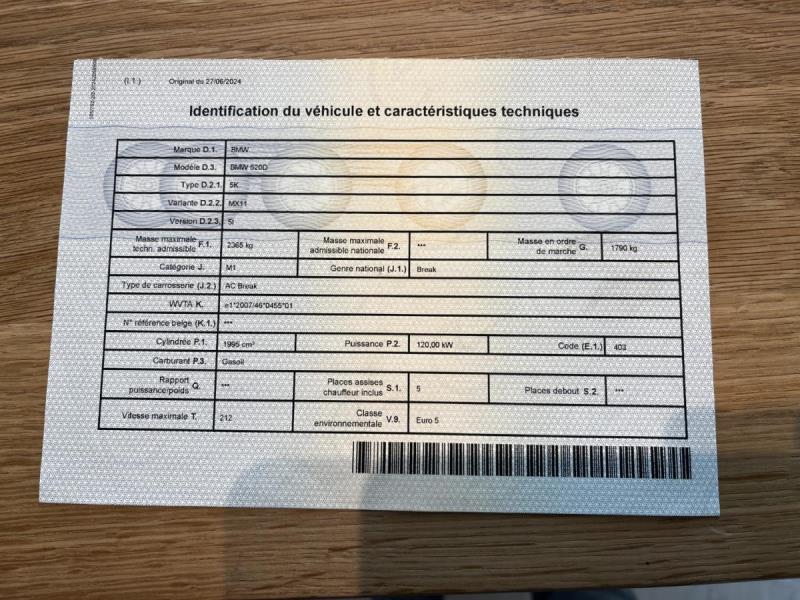 (I.1.) Original du 27/06/2024
Identification du véhicule et caractéristiques techniques
Marque D.1. BMW
Modèle D.3. BMW 520D
Type D.2.1. 5K
Variante D.2.2. MX11
Version D.2.3. 5I
Masse maximale techn. admissible F.1. 2365 kg Masse maximale admissible nationale F.2. *** Masse en ordre de marche G. 1790 kg
Catégorie J. M1 Genre national (J.1.) Break
Type de carrosserie (J.2.) AC Break
WVTA K. e1*2007/46*0455*01
N° référence belge (K.1.) ***
Cylindrée P.1. 1995 cm³ Puissance P.2. 120,00 kW Code (E.1.) 403
Carburant P.3. Gasoil
Rapport puissance/poids Q. *** Places assises chauffeur inclus S.1. 5 Places debout S.2. ***
Vitesse maximale T. 212 Classe environnementale V.9. Euro 5